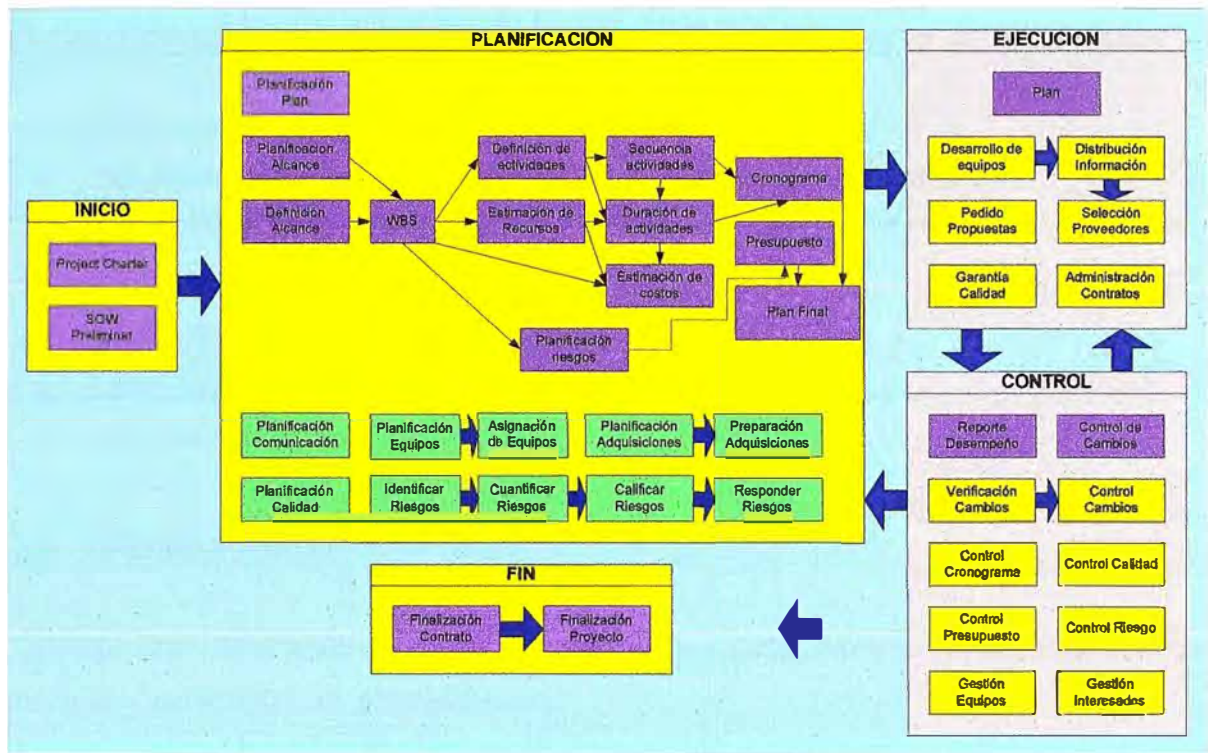 PLANIFICACION
Planificación
Plan
Planificacion
Alcance
Definición de
actividades
Secuencia
actividades
Cronograma
Definición
Alcance
WBS
Estimación de
Recursos
Duración de
actividades
Presupuesto
Estimación de
costos
Plan Final
Planificación
riesgos
Planificación
Comunicación
Planificación
Equipos
Asignación
de Equipos
Planificación
Adquisiciones
Preparación
Adquisiciones
Planificación
Calidad
Identificar
Riesgos
Cuantificar
Riesgos
Calificar
Riesgos
Responder
Riesgos
INICIO
Project Charter
SOW
Preliminar
EJECUCION
Plan
Desarrollo de
equipos
Distribución
Información
Pedido
Propuestas
Selección
Proveedores
Garantía
Calidad
Administración
Contratos
CONTROL
Reporte
Desempeño
Control de
Cambios
Verificación
Cambios
Control
Cambios
Control
Cronograma
Control Calidad
Control
Presupuesto
Control Riesgo
Gestión
Equipos
Gestión
Interesados
FIN
Finalización
Contrato
Finalización
Proyecto